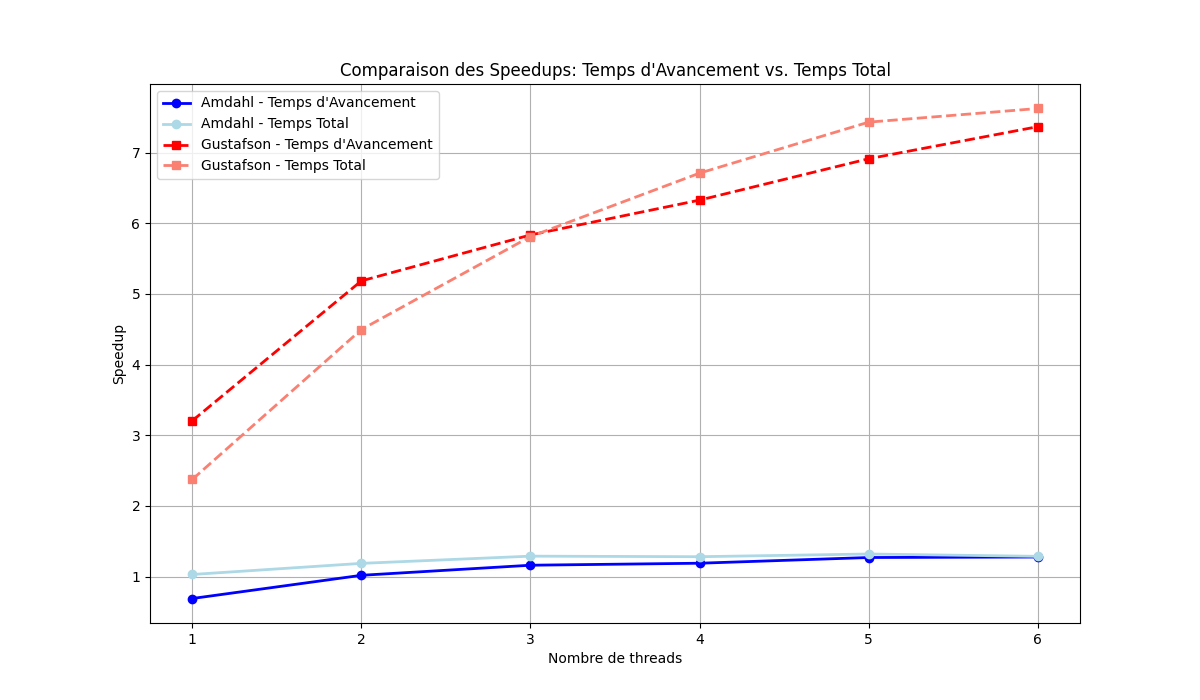 Comparaison des Speedups: Temps d'Avancement vs. Temps Total
Amdahl - Temps d'Avancement
Amdahl - Temps Total
Gustafson - Temps d'Avancement
Gustafson - Temps Total
Speedup
7
6
5
4
3
2
1
1 2 3 4 5 6
Nombre de threads